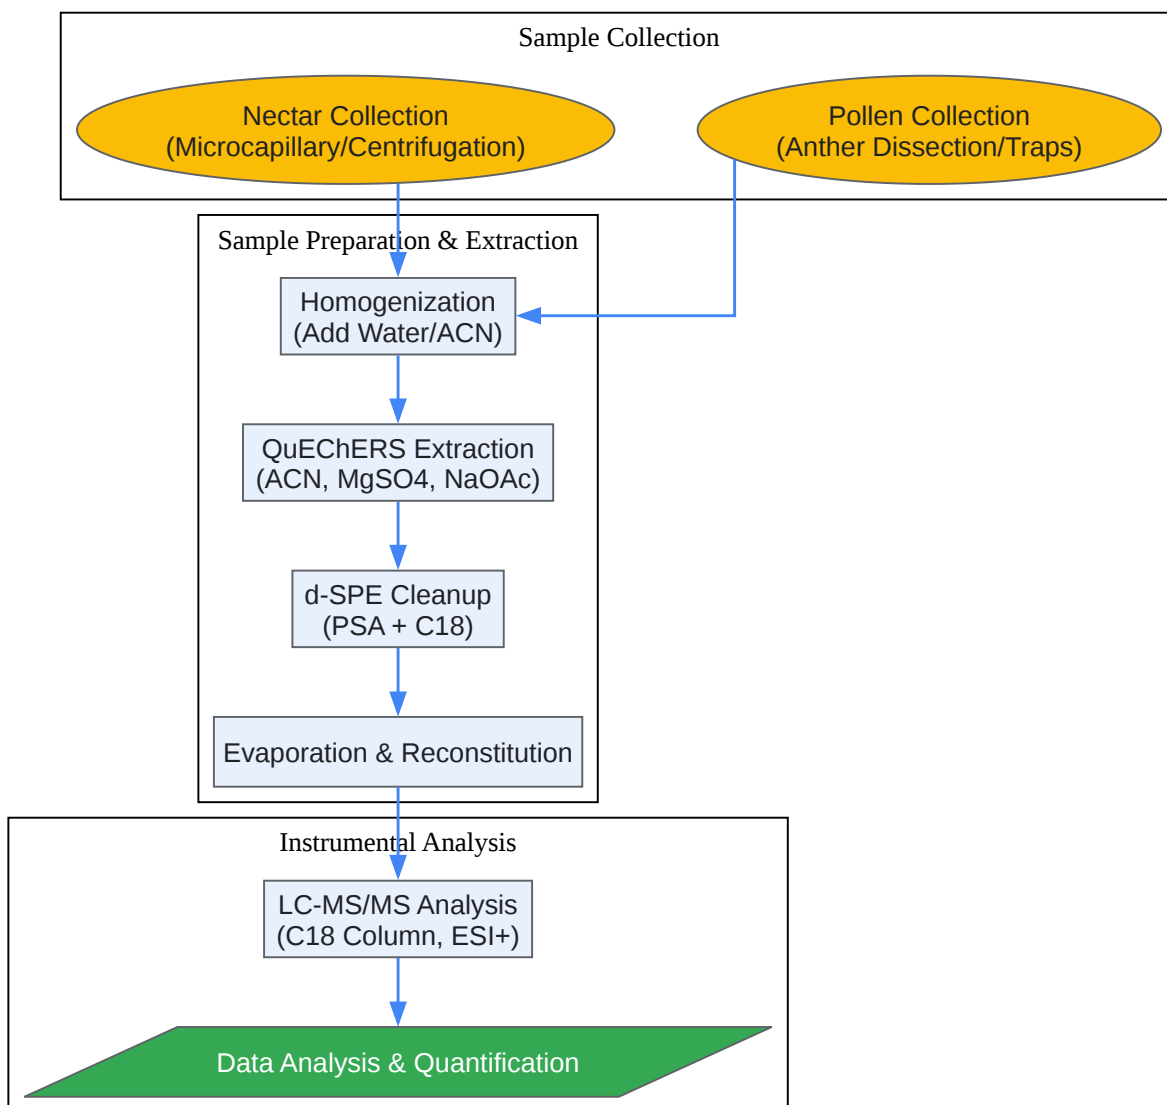 Sample Collection
Nectar Collection
(Microcapillary/Centrifugation)
Pollen Collection
(Anther Dissection/Traps)
Sample Preparation & Extraction
Homogenization
(Add Water/ACN)
QuEChERS Extraction
(ACN, MgSO4, NaOAc)
d-SPE Cleanup
(PSA + C18)
Evaporation & Reconstitution
Instrumental Analysis
LC-MS/MS Analysis
(C18 Column, ESI+)
Data Analysis & Quantification